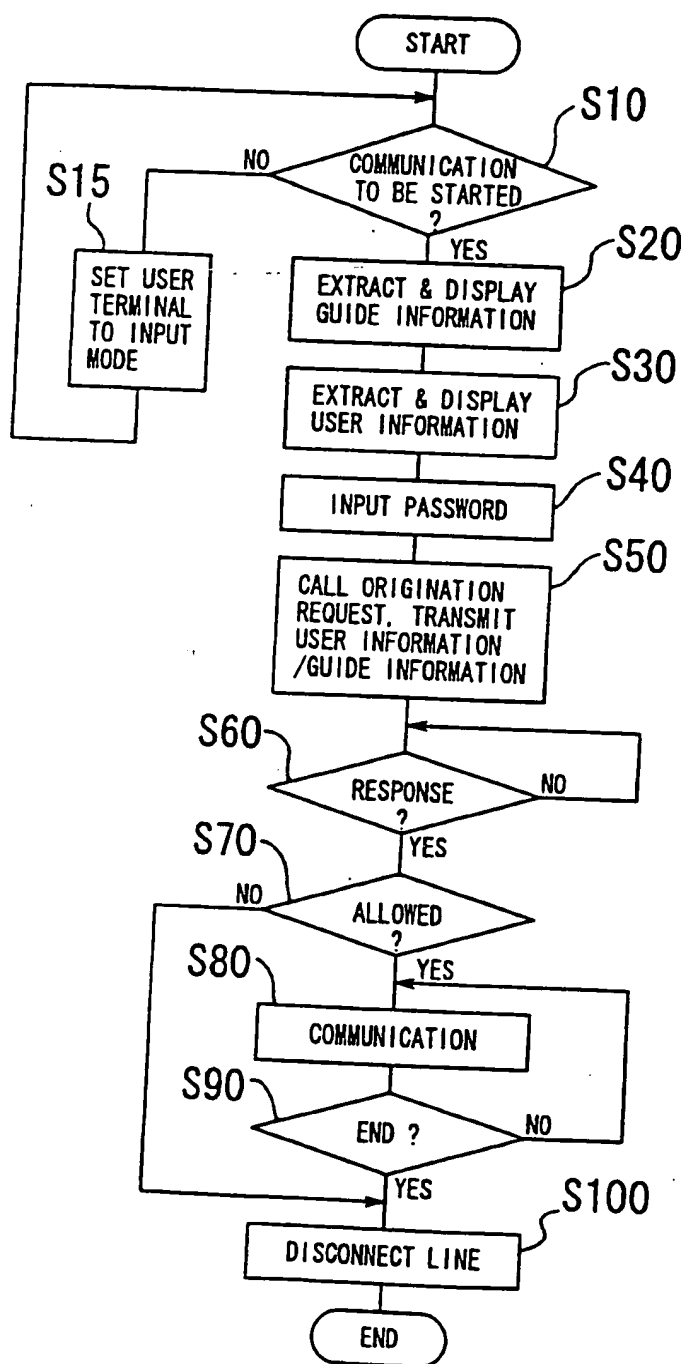 START
S10
COMMUNICATION
TO BE STARTED
?
NO
YES
S15
SET USER
TERMINAL
TO INPUT
MODE
S20
EXTRACT & DISPLAY
GUIDE INFORMATION
S30
EXTRACT & DISPLAY
USER INFORMATION
S40
INPUT PASSWORD
S50
CALL ORIGINATION
REQUEST, TRANSMIT
USER INFORMATION
/GUIDE INFORMATION
S60
RESPONSE
?
NO
YES
S70
NO
ALLOWED
?
YES
S80
COMMUNICATION
S90
END ?
NO
YES
S100
DISCONNECT LINE
END